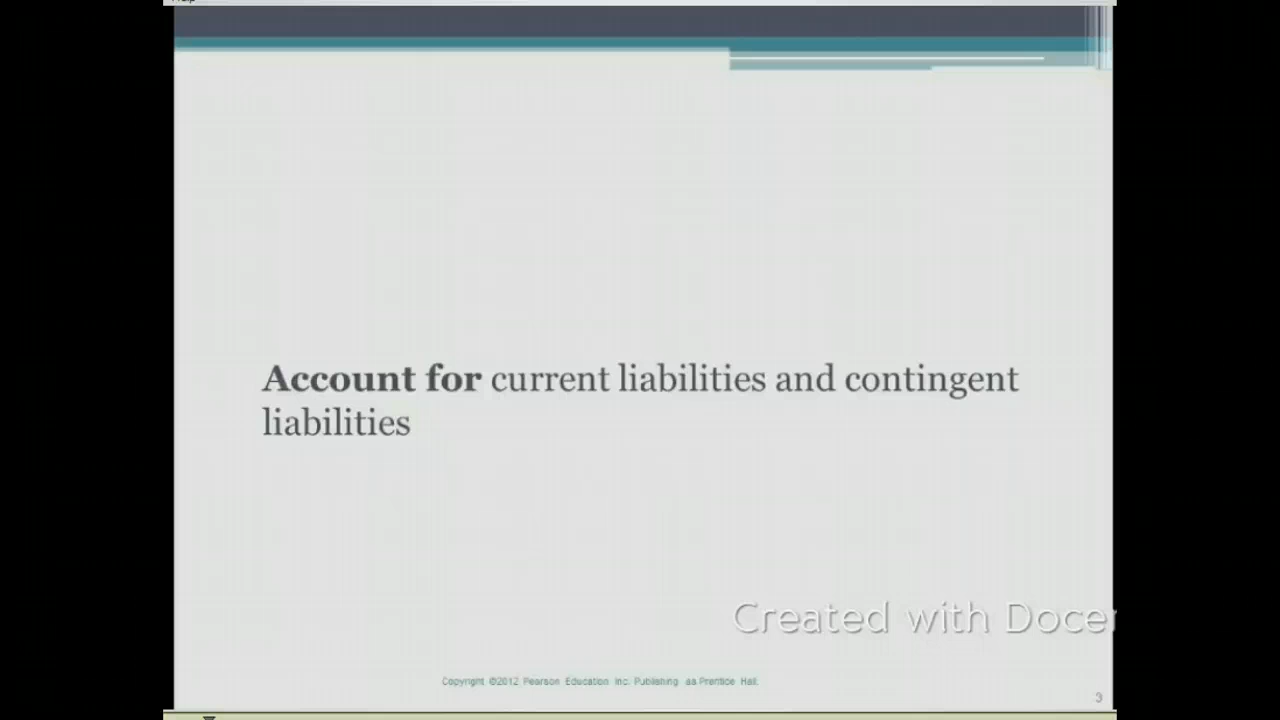 Account for current liabilities and contingent
liabilities
Created with Docer
Copyright ©2012 Pearson Education Inc. Publishing as Prentice Hall.
3